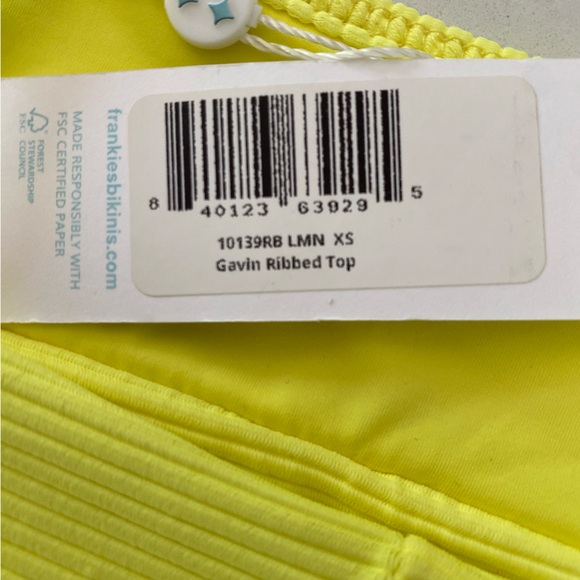 frankiesbikinis.com
MADE RESPONSIBLY WITH
FSC CERTIFIED PAPER
FOREST
STEWARDSHIP
COUNCIL
FSC
8 40123 63929 5
10139RB LMN XS
Gavin Ribbed Top